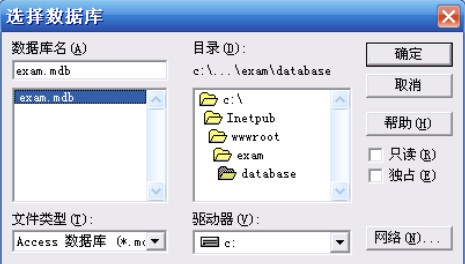 选择数据库
数据库名(A)
exam.mdb
exam.mdb
目录(D):
c:\...\exam\database
c:\
Inetpub
wwwroot
exam
database
确定
取消
帮助(H)
只读(R)
独占(E)
文件类型(T):
Access 数据库 (*.m
驱动器(V):
c:
网络(N)...